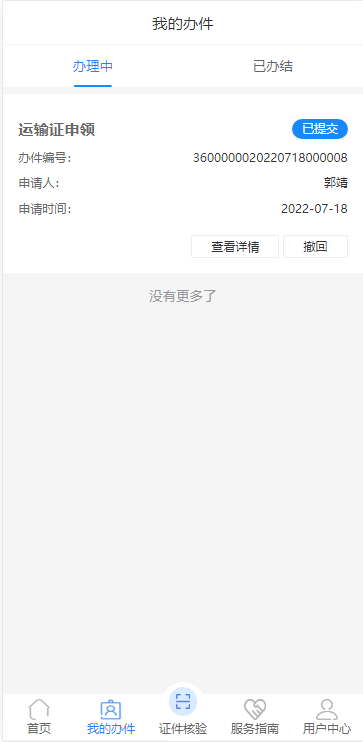 我的办件
办理中 已办结
运输证申领 已提交
办件编号： 3600000020220718000008
申请人： 郭靖
申请时间： 2022-07-18
查看详情 撤回
没有更多了
首页 我的办件 证件核验 服务指南 用户中心